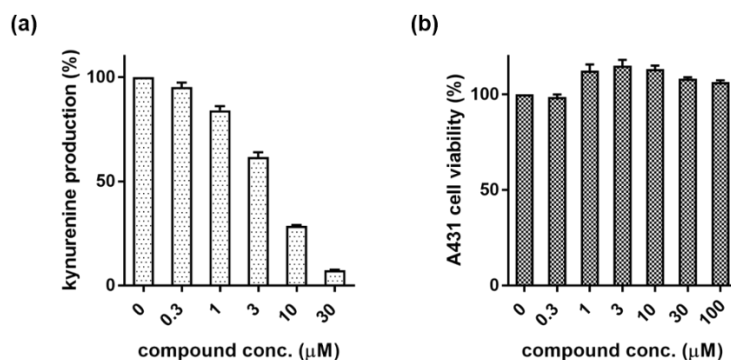 (a)
kynurenine production (%)
100
50
0
0 0.3 1 3 10 30
compound conc. (μM)
(b)
A431 cell viability (%)
100
50
0
0 0.3 1 3 10 30 100
compound conc. (μM)